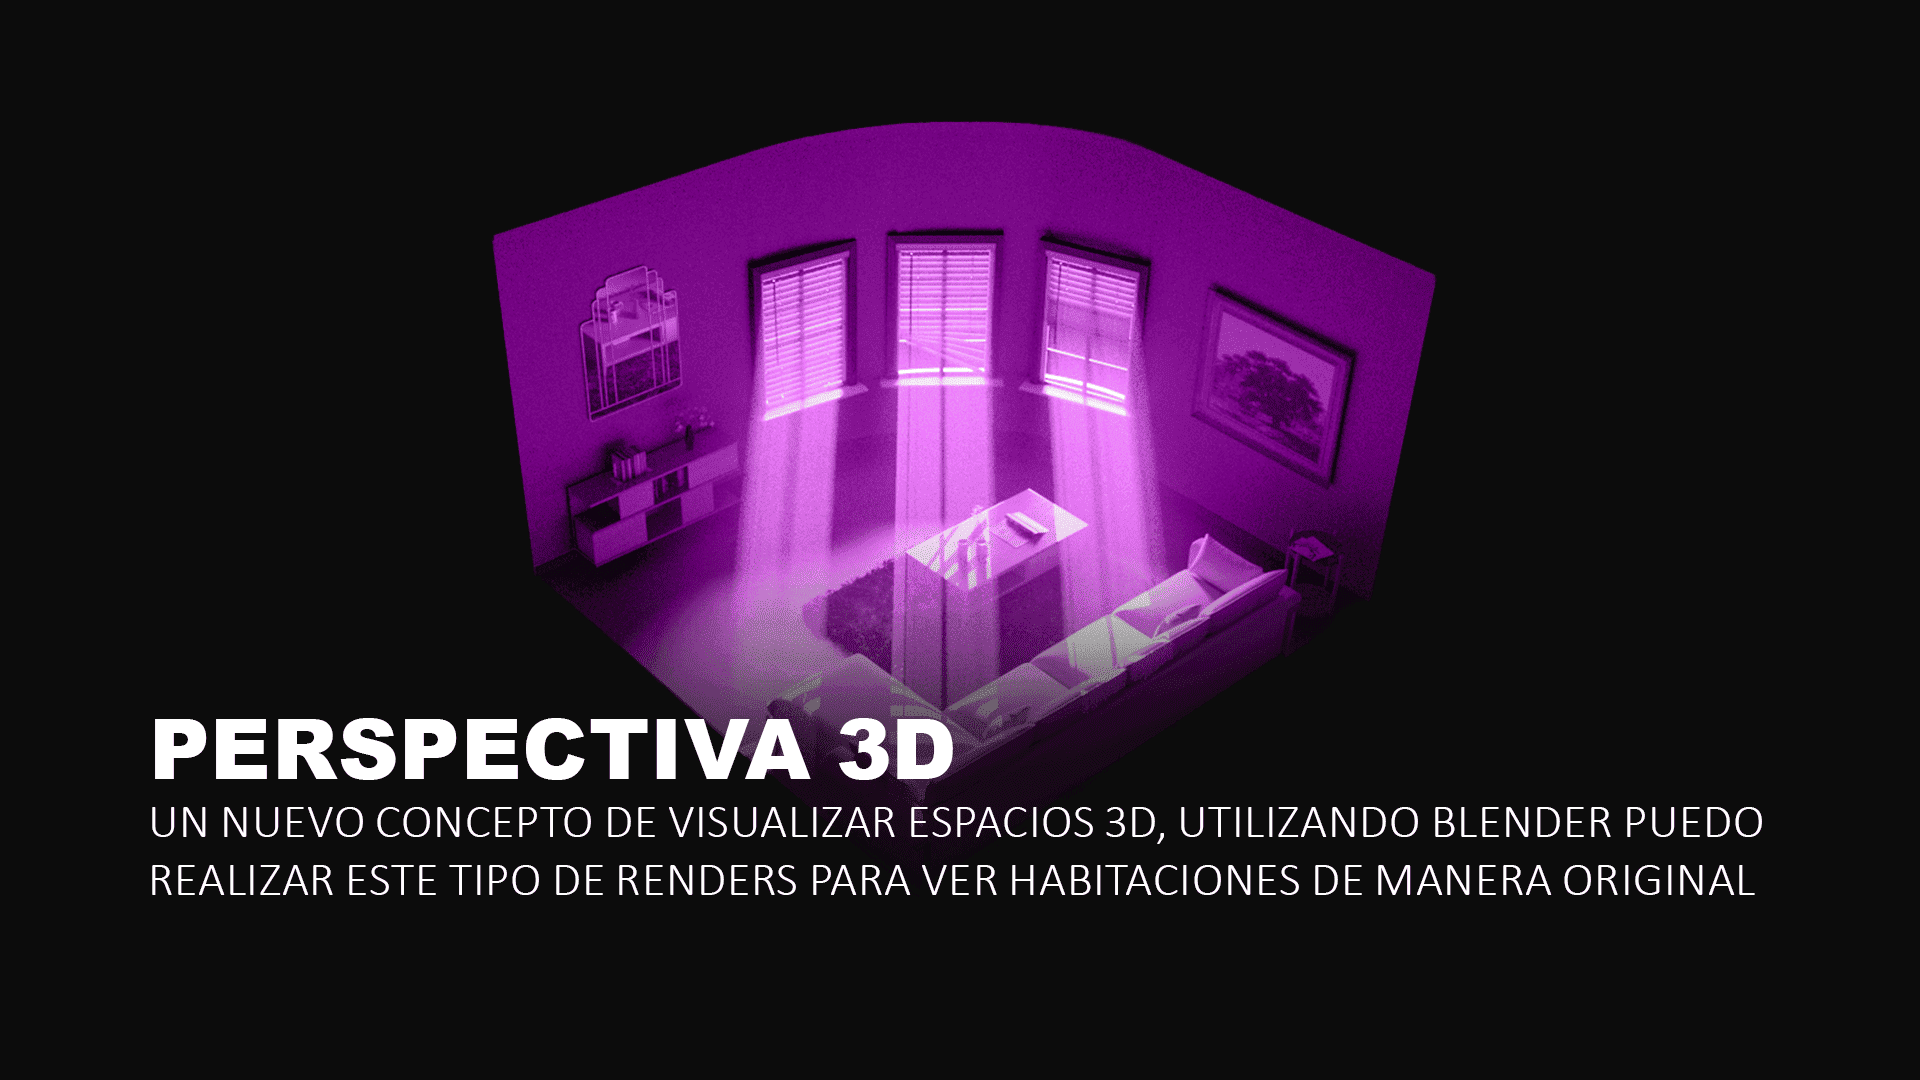 PERSPECTIVA 3D
UN NUEVO CONCEPTO DE VISUALIZAR ESPACIOS 3D, UTILIZANDO BLENDER PUEDO
REALIZAR ESTE TIPO DE RENDERS PARA VER HABITACIONES DE MANERA ORIGINAL